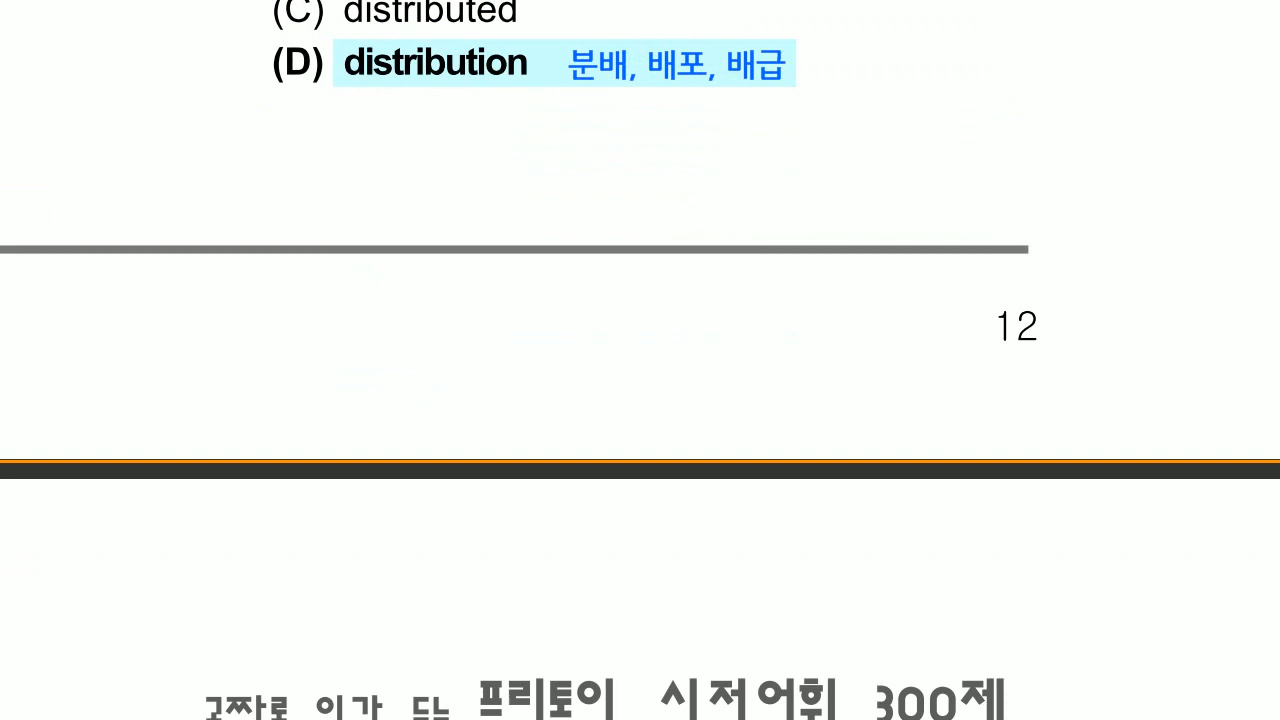 (C) distributed
(D) distribution 분배, 배포, 배급
12
공짜로 이가 되는 프리토익 실전어휘 300제